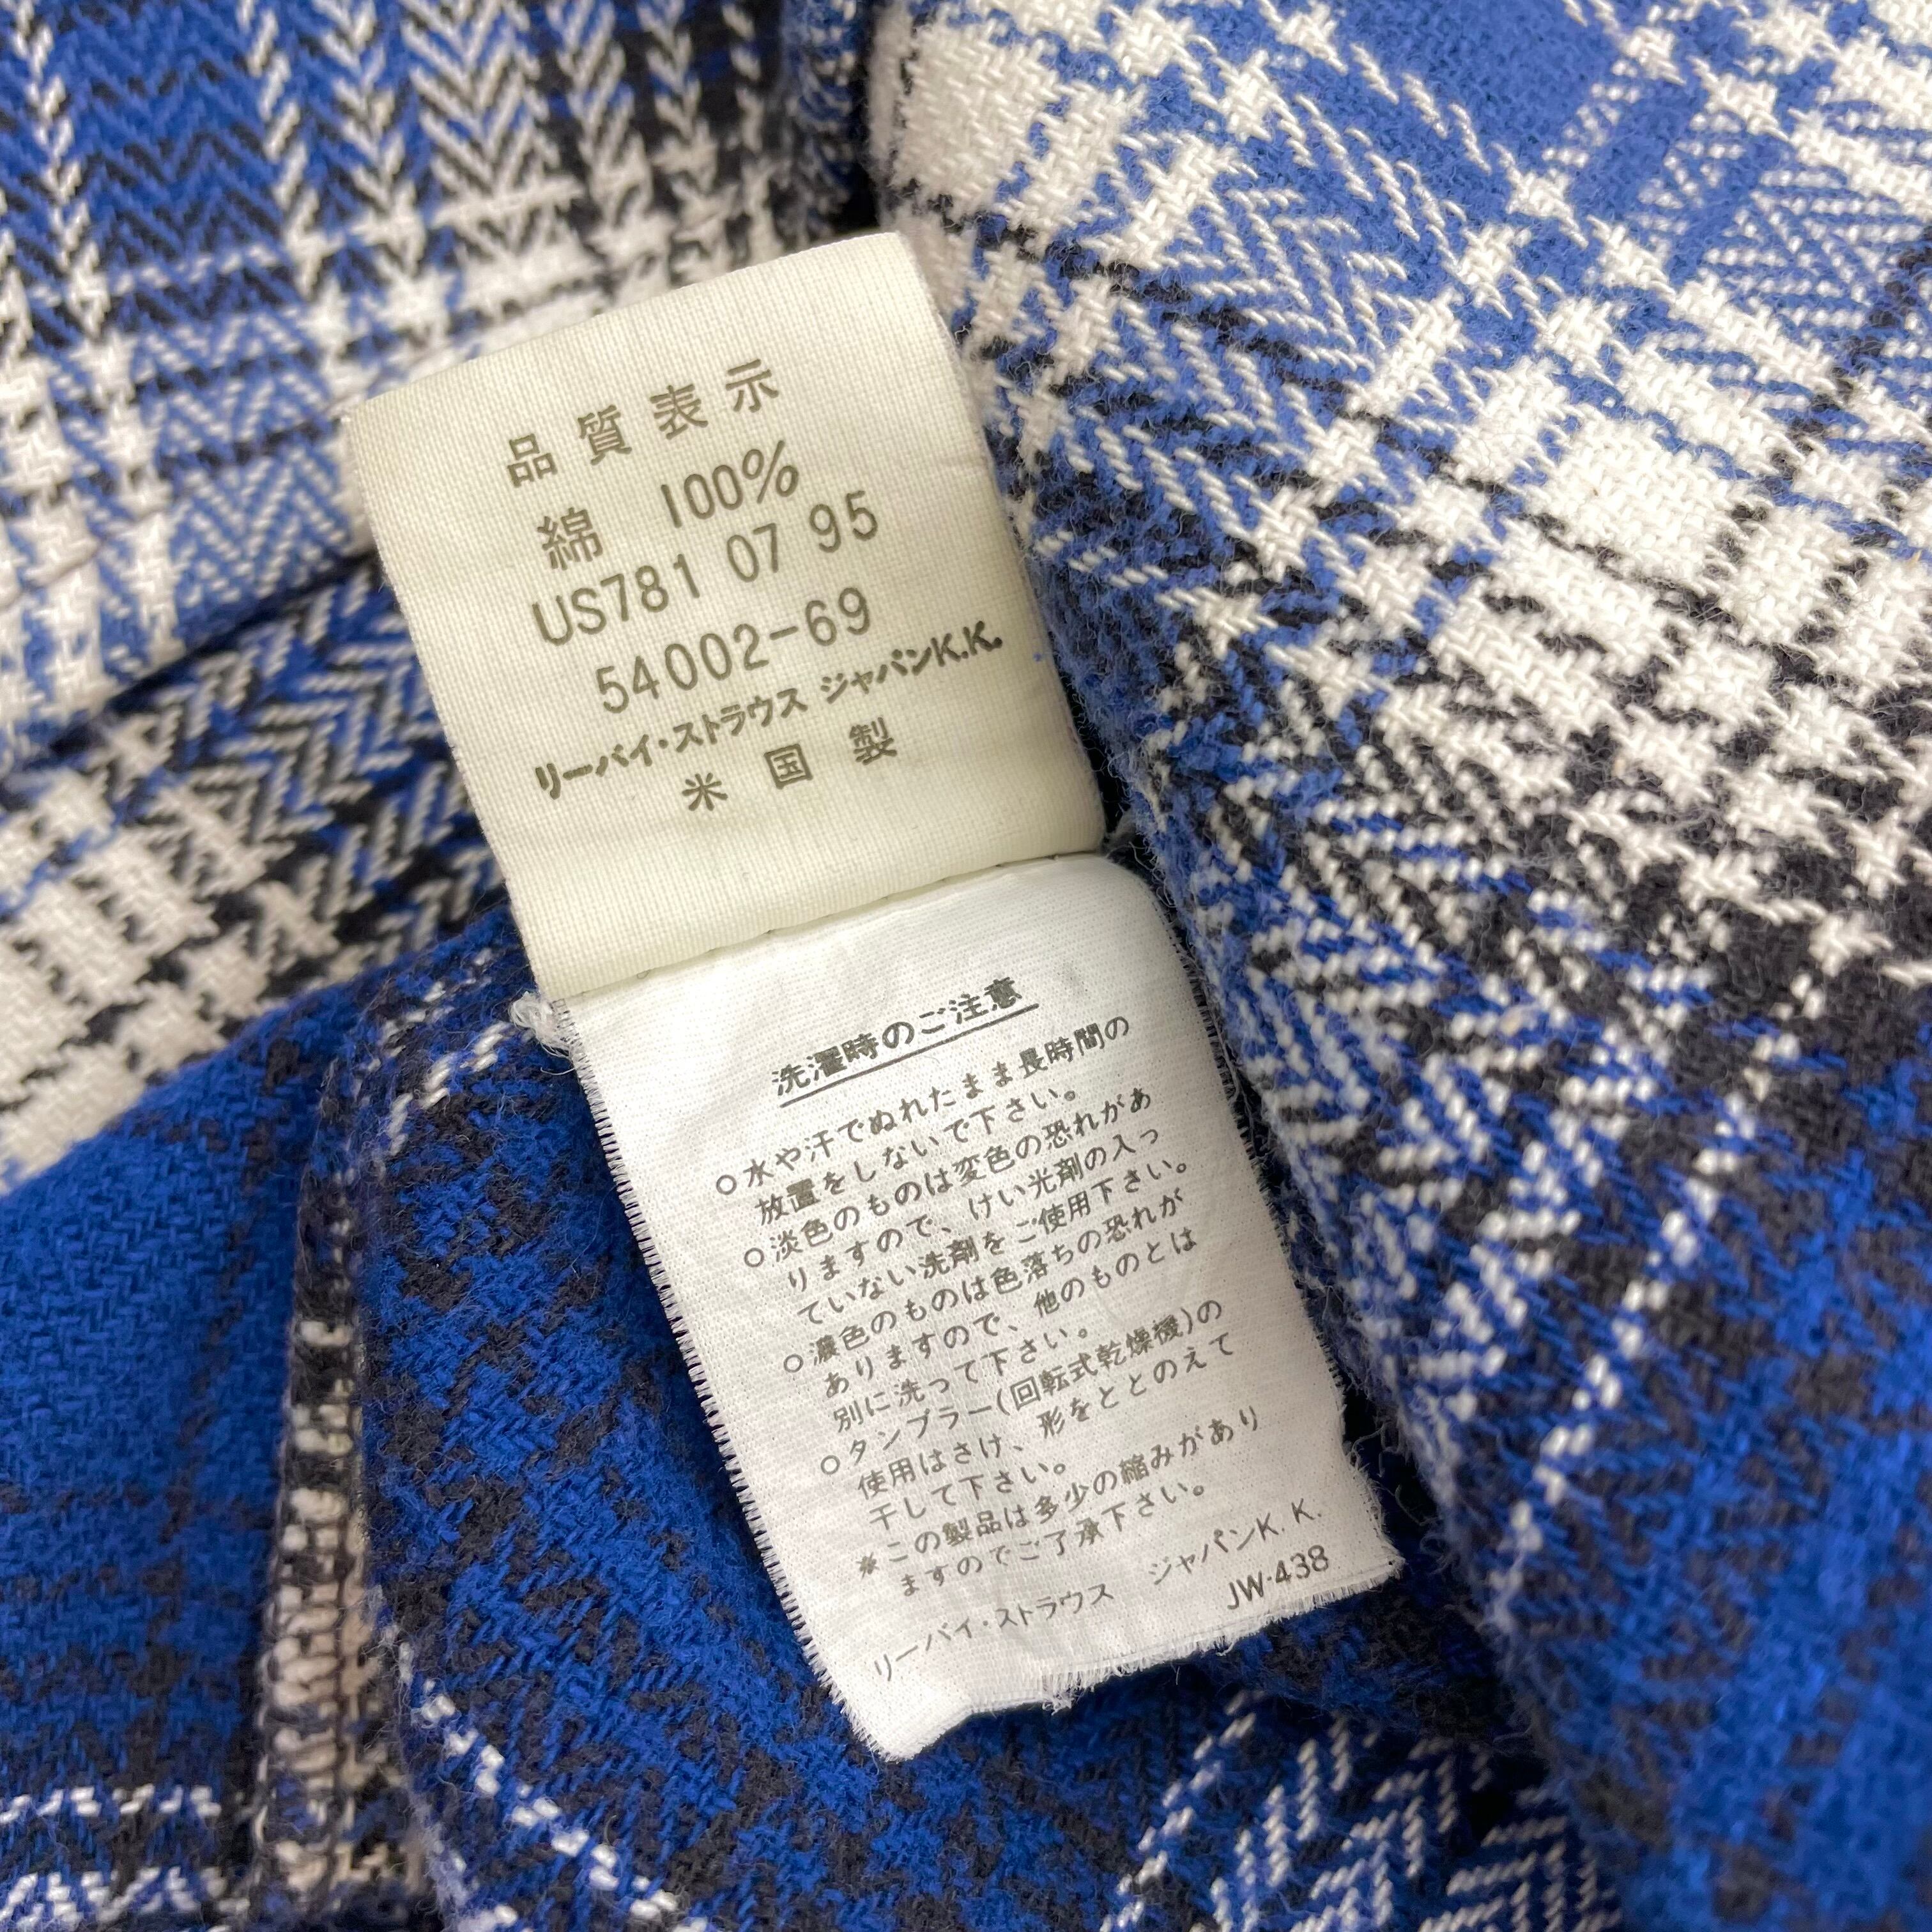 品質表示
綿 100%
US781 07 95
54002-69
リーバイ・ストラウス ジャパンK.K.
米国製
洗濯時のご注意
○水や汗でぬれたまま長時間の
放置をしないで下さい。
○淡色のものは変色の恐れがあ
りますので、けい光剤の入っ
ていない洗剤をご使用下さい。
○濃色のものは色落ちの恐れが
ありますので、他のものとは
別に洗って下さい。
○タンブラー(回転式乾燥機)の
使用はさけ、形をととのえて
干して下さい。
※この製品は多少の縮みがあり
ますのでご了承下さい。
リーバイ・ストラウス ジャパンK.K.
JW-438